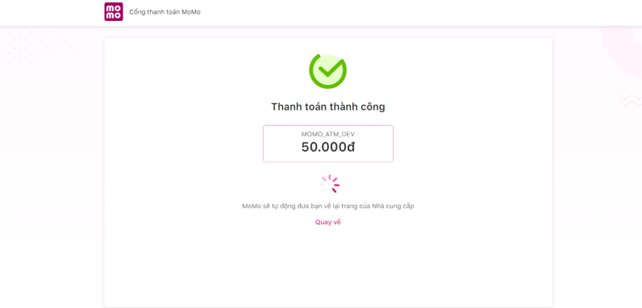 mo
mo
Cổng thanh toán MoMo
Thanh toán thành công
MOMO_ATM_DEV
50.000đ
MoMo sẽ tự động đưa bạn về lại trang của Nhà cung cấp
Quay về